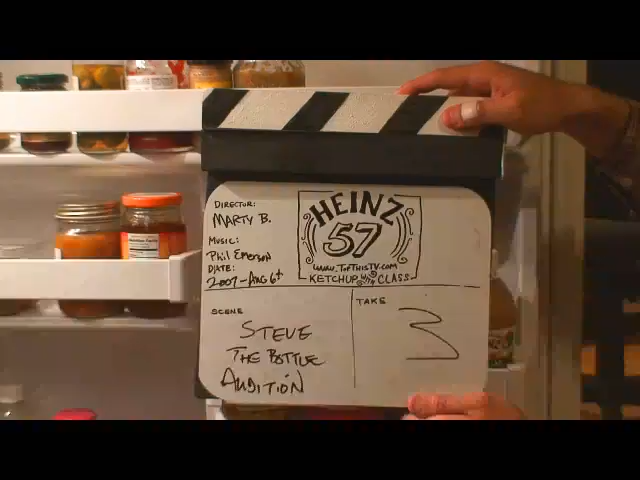 DIRECTOR:
MARTY B.
MUSIC:
Phil Emerson
DATE:
2007-AUG 6th
HEINZ
57
www.TopThisTV.com
KETCHUP WITH CLASS
SCENE
STEVE
THE BOTTLE
AUDITION
TAKE
3